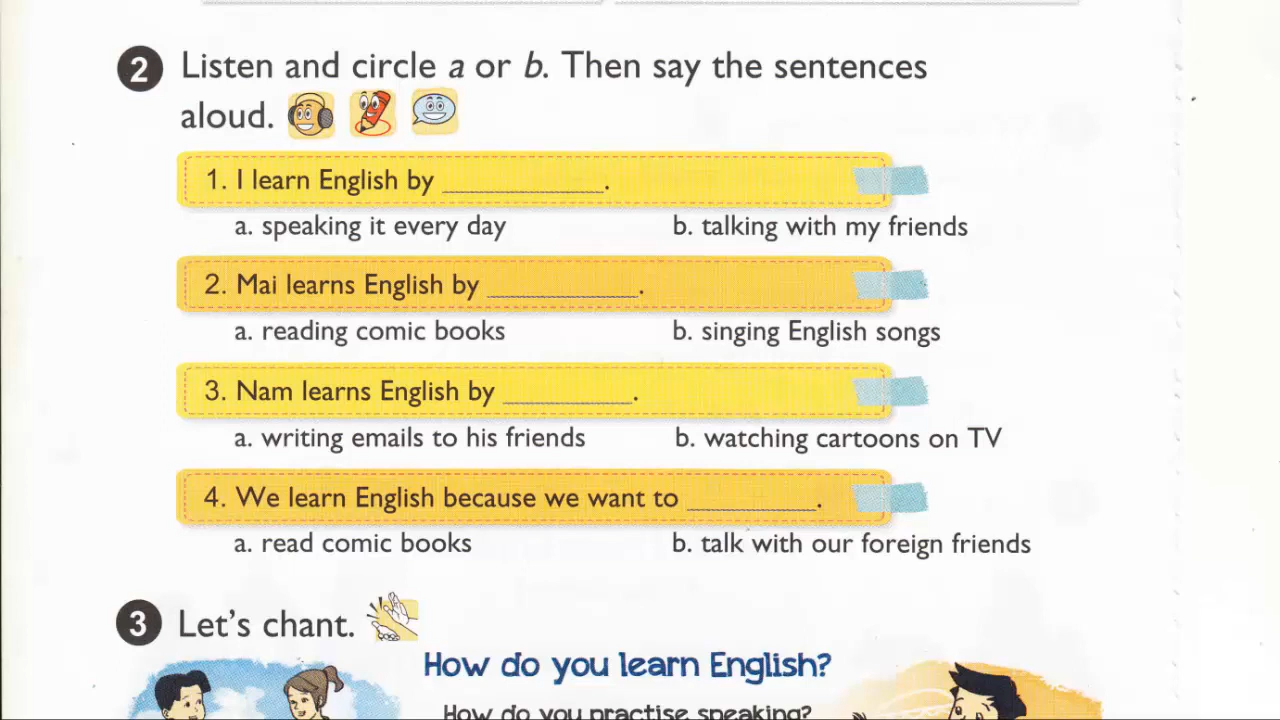 2 Listen and circle a or b. Then say the sentences
aloud.
1. I learn English by ____________.
a. speaking it every day b. talking with my friends
2. Mai learns English by ___________.
a. reading comic books b. singing English songs
3. Nam learns English by __________.
a. writing emails to his friends b. watching cartoons on TV
4. We learn English because we want to __________.
a. read comic books b. talk with our foreign friends
3 Let's chant.
How do you learn English?
How do you practise speaking?